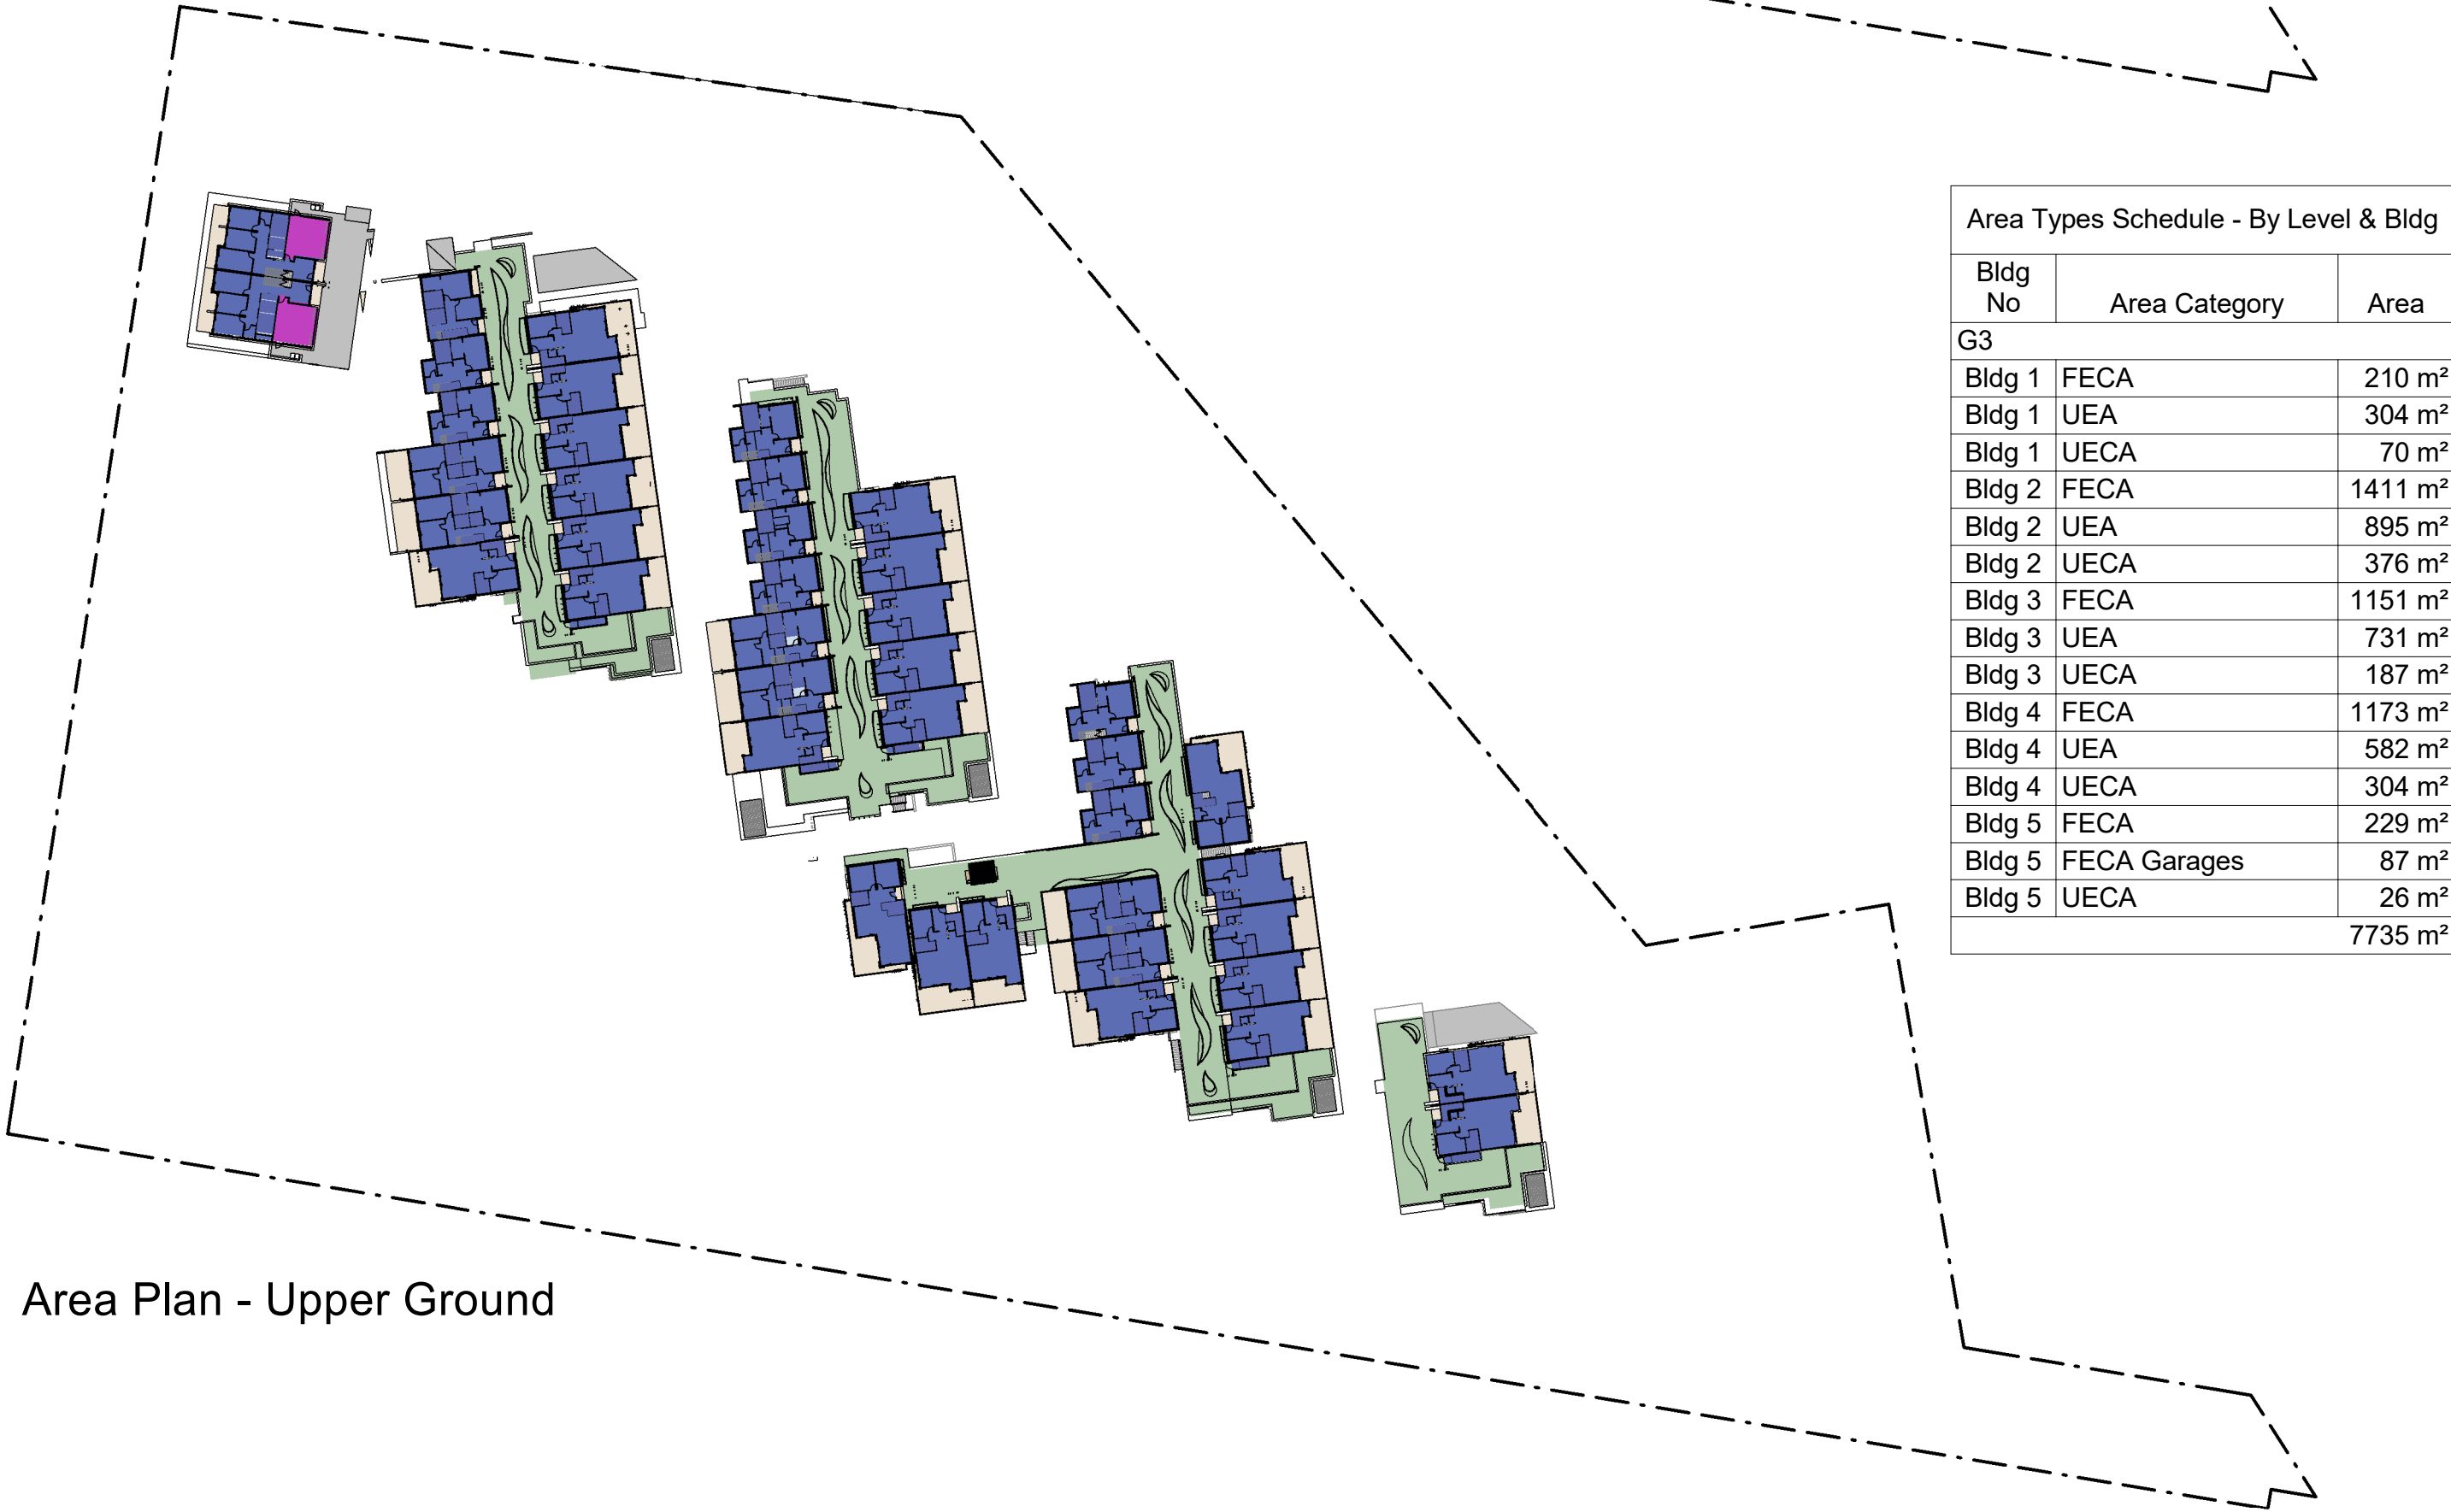 Area Types Schedule - By Level & Bldg
Bldg No Area Category Area
G3
Bldg 1 FECA 210 m²
Bldg 1 UEA 304 m²
Bldg 1 UECA 70 m²
Bldg 2 FECA 1411 m²
Bldg 2 UEA 895 m²
Bldg 2 UECA 376 m²
Bldg 3 FECA 1151 m²
Bldg 3 UEA 731 m²
Bldg 3 UECA 187 m²
Bldg 4 FECA 1173 m²
Bldg 4 UEA 582 m²
Bldg 4 UECA 304 m²
Bldg 5 FECA 229 m²
Bldg 5 FECA Garages 87 m²
Bldg 5 UECA 26 m²
7735 m²
Area Plan - Upper Ground